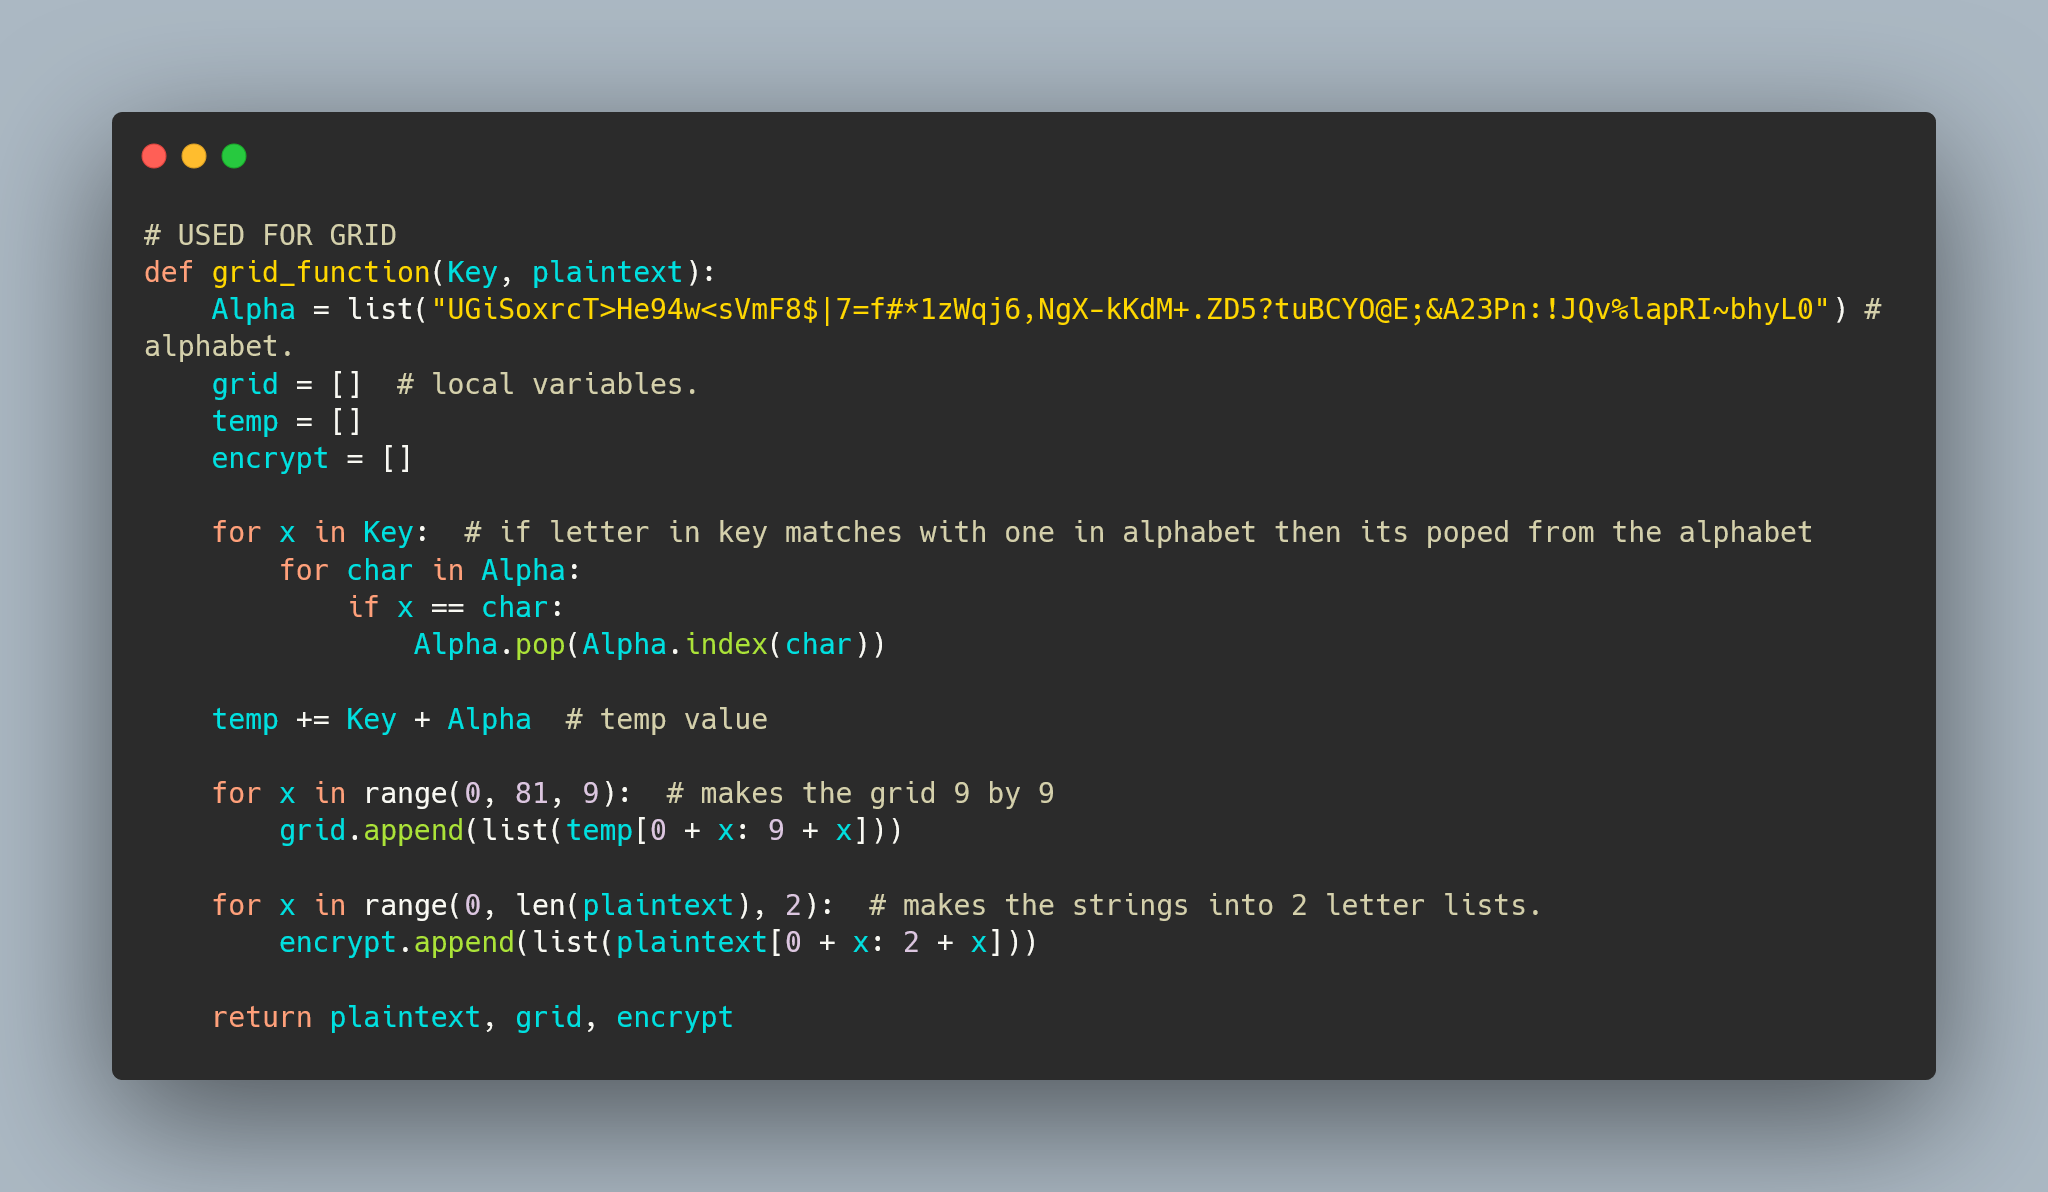 # USED FOR GRID
def grid_function(Key, plaintext):
    Alpha = list("UGiSoxrcT>He94w<sVmF8$|7=f#*1zWqj6,NgX-kKdM+.ZD5?tuBCYO@E;&A23Pn:!JQv%lapRI~bhyL0") #
alphabet.
    grid = []  # local variables.
    temp = []
    encrypt = []

    for x in Key:  # if letter in key matches with one in alphabet then its poped from the alphabet
        for char in Alpha:
            if x == char:
                Alpha.pop(Alpha.index(char))

    temp += Key + Alpha  # temp value

    for x in range(0, 81, 9):  # makes the grid 9 by 9
        grid.append(list(temp[0 + x: 9 + x]))

    for x in range(0, len(plaintext), 2):  # makes the strings into 2 letter lists.
        encrypt.append(list(plaintext[0 + x: 2 + x]))

    return plaintext, grid, encrypt